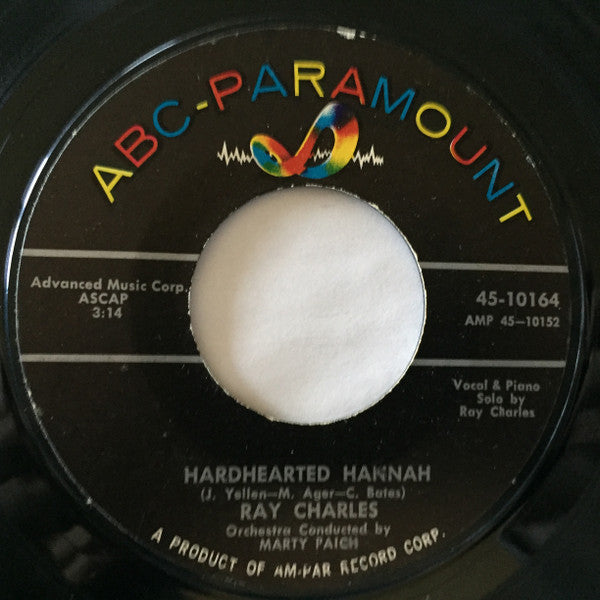 ABC-PARAMOUNT
Advanced Music Corp.
ASCAP
3:14
45-10164
AMP 45-10152
Vocal & Piano
Solo by
Ray Charles
HARDHEARTED HANNAH
(J. Yellen-M. Ager-C. Bates)
RAY CHARLES
Orchestra Conducted by
MARTY PAICH
A PRODUCT OF AM-PAR RECORD CORP.